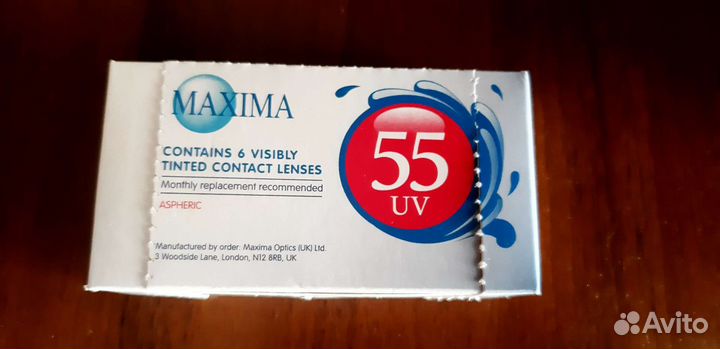 MAXIMA
CONTAINS 6 VISIBLY
TINTED CONTACT LENSES
Monthly replacement recommended
ASPHERIC
Manufactured by order: Maxima Optics (UK) Ltd.
3 Woodside Lane, London, N12 8RB, UK
55
UV
Avito